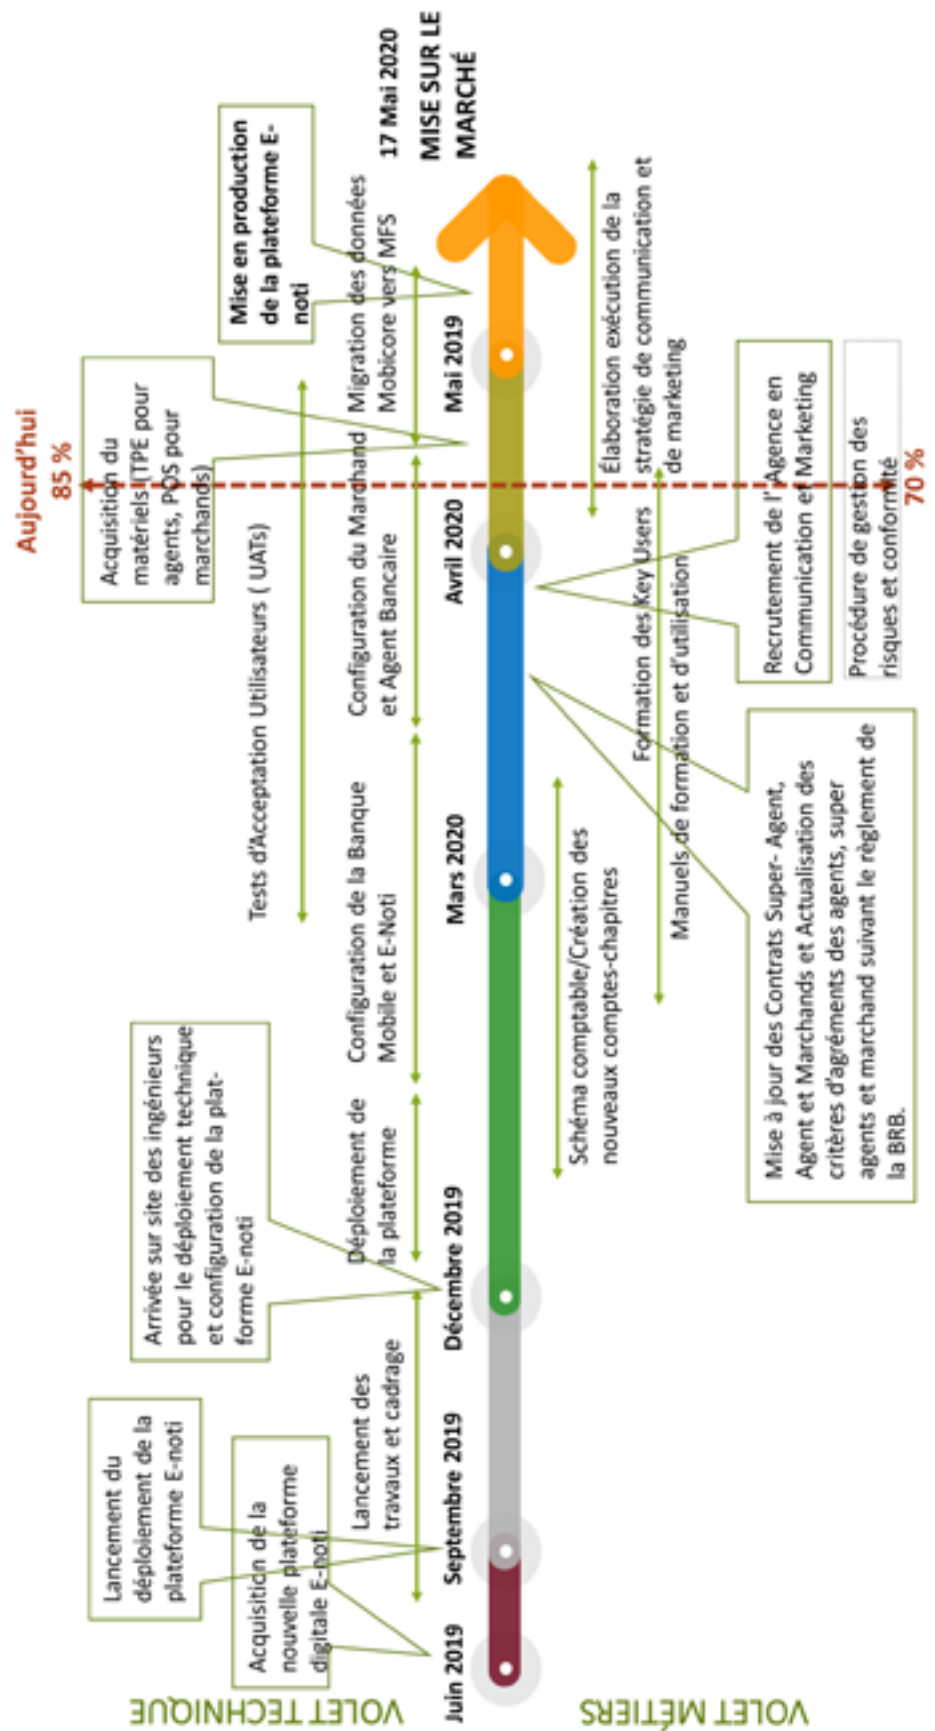 Aujourd'hui
85 %
VOLET TECHNIQUE
Lancement du
déploiement de la
plateforme E-noti
Acquisition de la
nouvelle plateforme
digitale E-noti
Arrivée sur site des ingénieurs
pour le déploiement technique
et configuration de la plat-
forme E-noti
Acquisition du
matériels (TPE pour
agents, POS pour
marchands)
Mise en production
de la plateforme E-
noti
Tests d'Acceptation Utilisateurs ( UATs)
Lancement des
travaux et cadrage
Déploiement de
la plateforme
Configuration de la Banque
Mobile et E-Noti
Configuration du Marchand
et Agent Bancaire
Migration des données
Mobicore vers MFS
17 Mai 2020
MISE SUR LE
MARCHÉ
Juin 2019
Septembre 2019
Décembre 2019
Mars 2020
Avril 2020
Mai 2019
VOLET MÉTIERS
Schéma comptable/Création des
nouveaux comptes-chapitres
Élaboration exécution de la
stratégie de communication et
de marketing
Formation des Key Users
Manuels de formation et d'utilisation
Mise à jour des Contrats Super- Agent,
Agent et Marchands et Actualisation des
critères d'agréments des agents, super
agents et marchand suivant le règlement de
la BRB.
Recrutement de l' Agence en
Communication et Marketing
Procédure de gestion des
risques et conformité
70 %